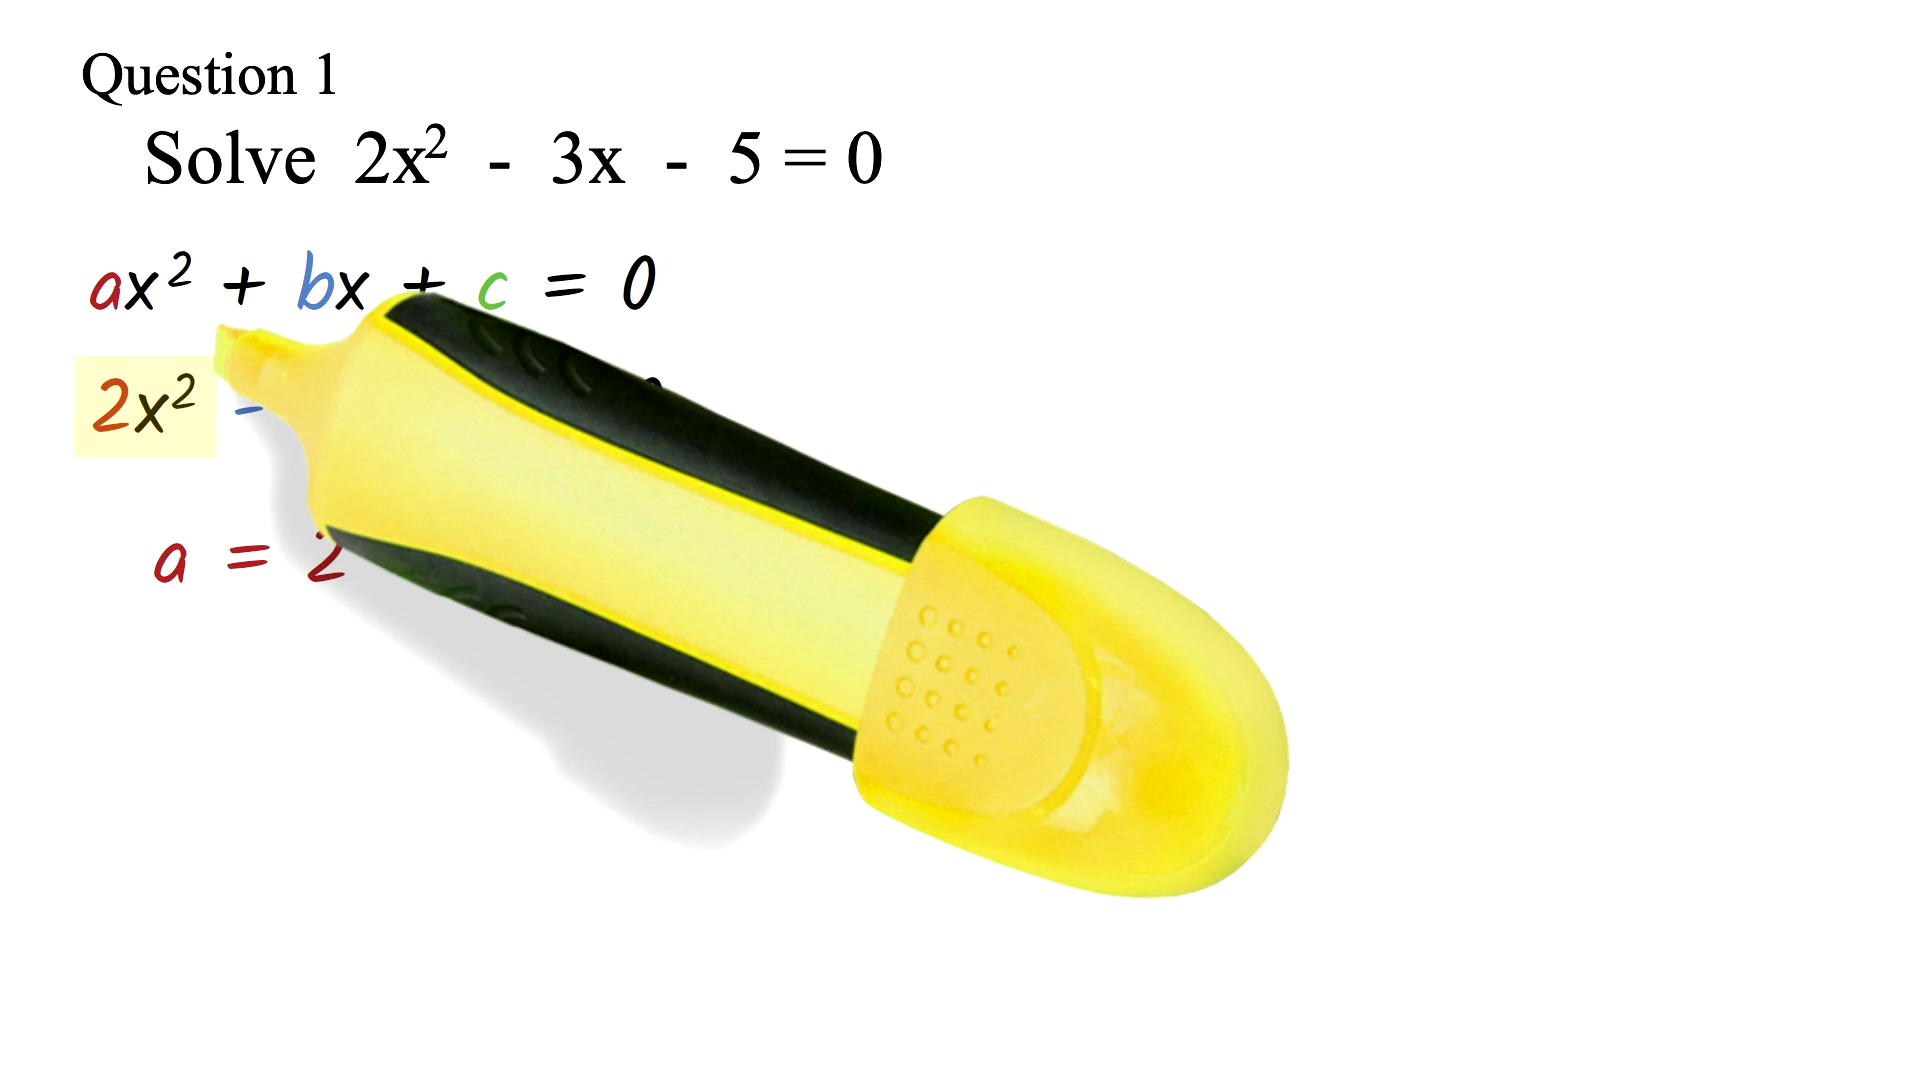 Question 1
Solve 2x² - 3x - 5 = 0
ax² + bx + c = 0
2x² -
a = 2